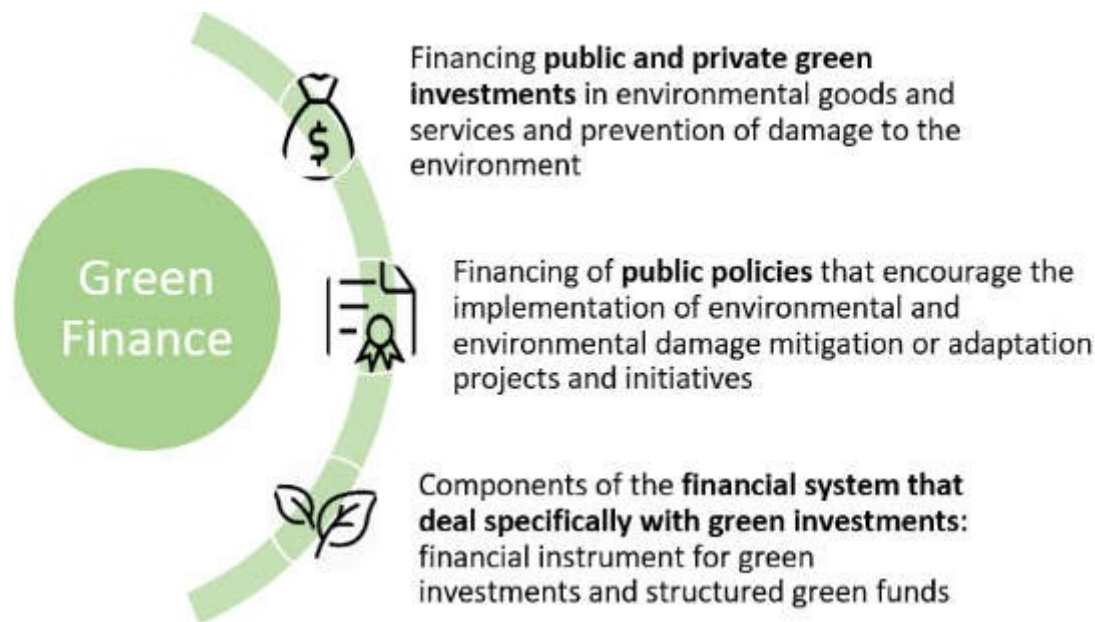 Green
Finance
Financing public and private green
investments in environmental goods and
services and prevention of damage to the
environment
$
Financing of public policies that encourage the
implementation of environmental and
environmental damage mitigation or adaptation
projects and initiatives
Components of the financial system that
deal specifically with green investments:
financial instrument for green
investments and structured green funds